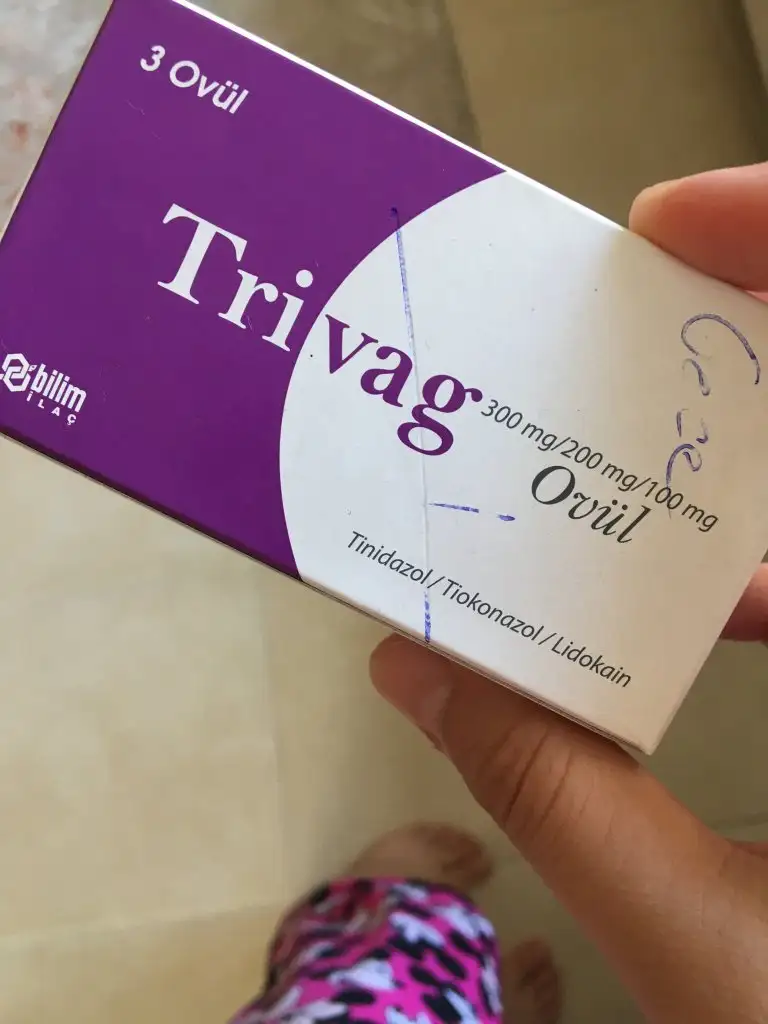 3 Ovül
Trivag
300 mg/200 mg/100 mg
Ovül
Tinidazol / Tiokonazol / Lidokain
bilim
İLAÇ